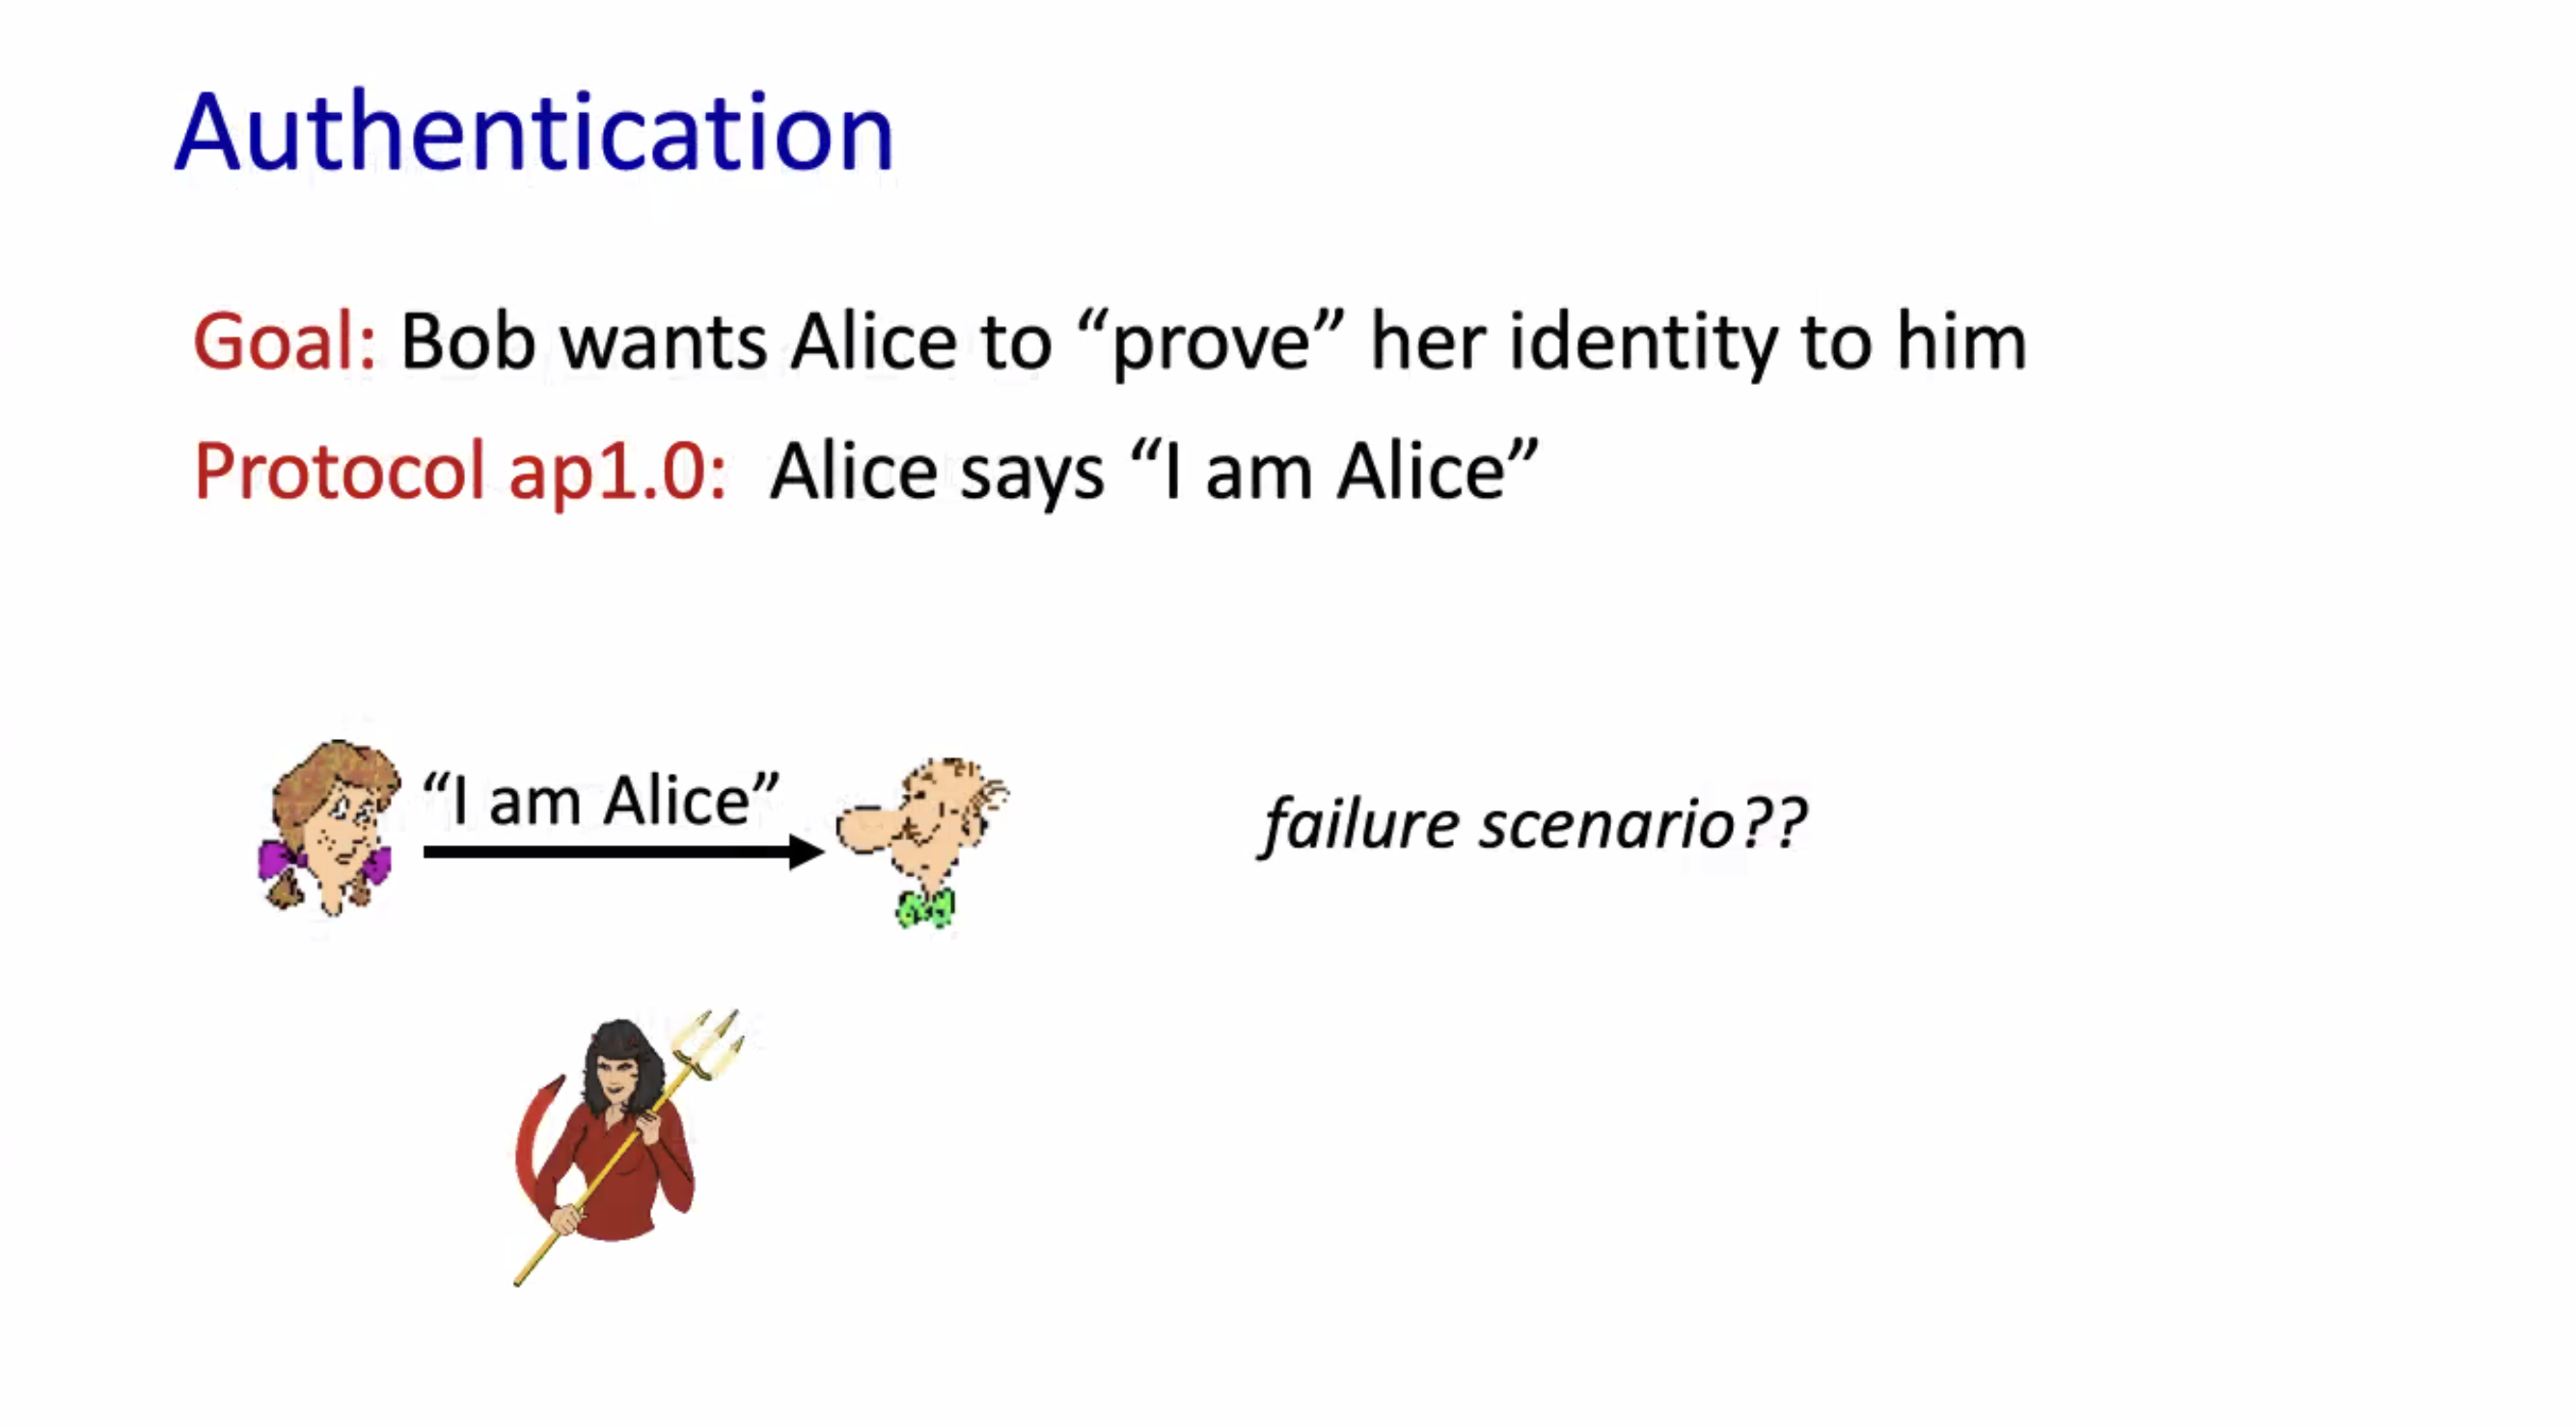 Authentication
Goal: Bob wants Alice to “prove” her identity to him
Protocol ap1.0: Alice says “I am Alice”
“I am Alice”
failure scenario??